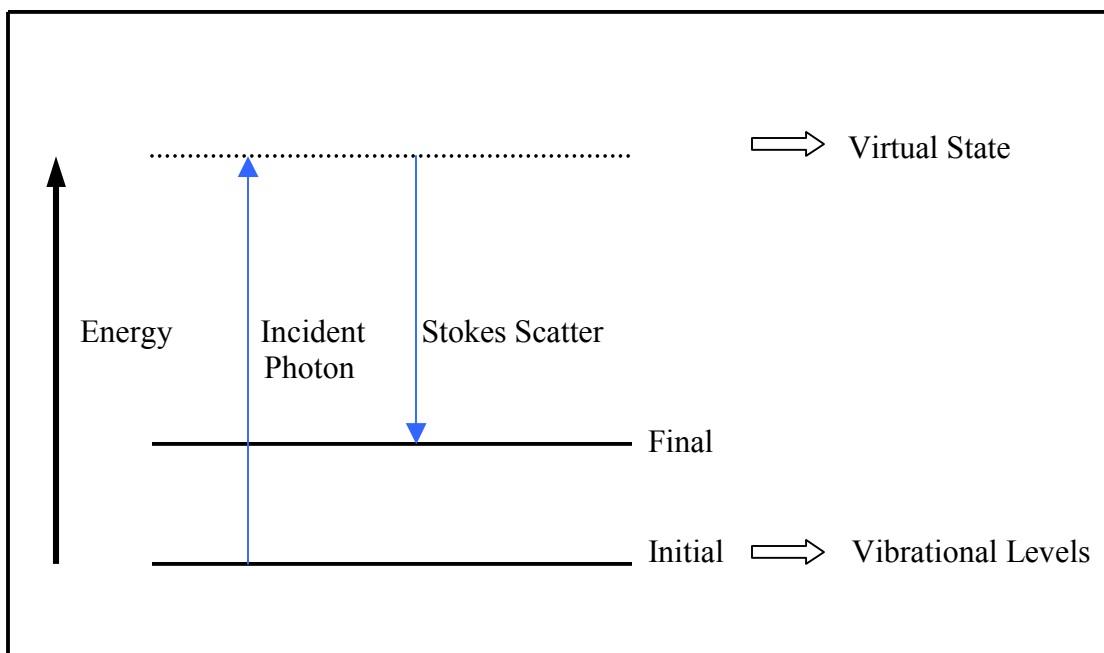 Virtual State
Energy
Incident
Photon
Stokes Scatter
Final
Initial
Vibrational Levels